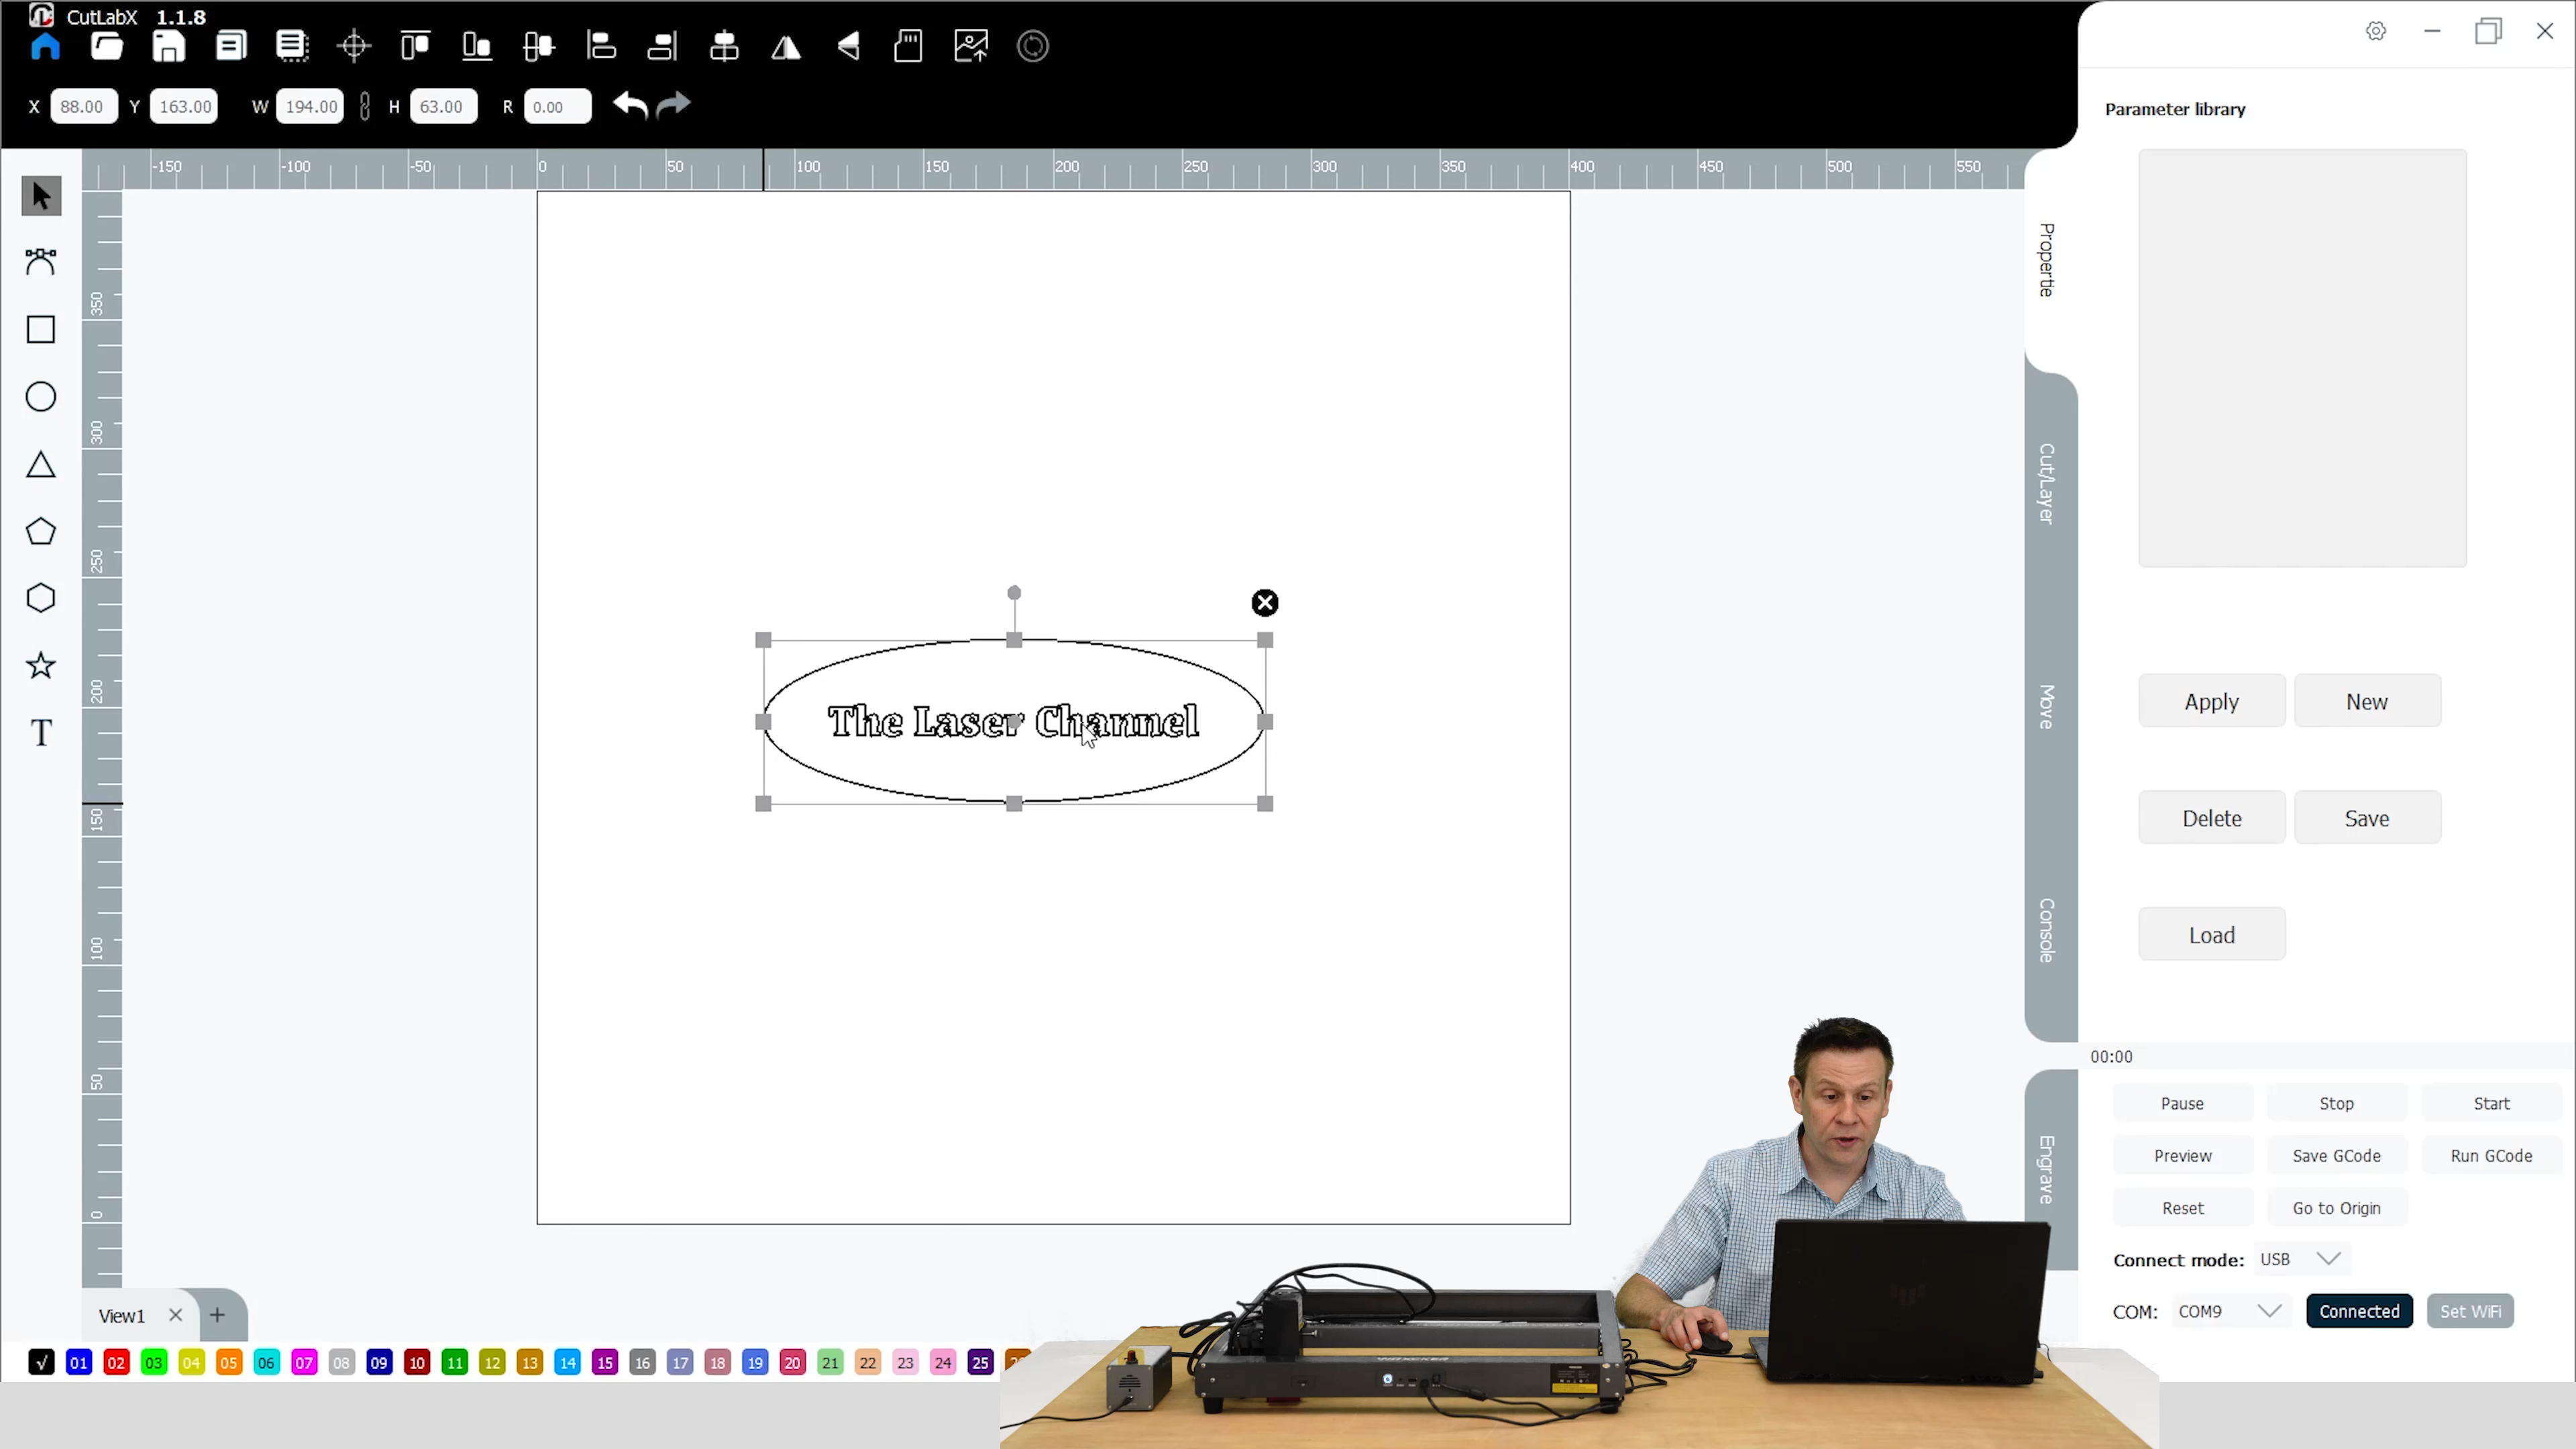 CutLabX 1.1.8
X 88.00 Y 163.00 W 194.00 H 63.00 R 0.00
Parameter library
-150 -100 -50 0 50 100 150 200 250 300 350 400 450 500 550
350
300
250
200
150
100
50
0
The Laser Channel
T
Propertie
Cut/Layer
Move
Console
Engrave
Apply New
Delete Save
Load
00:00
Pause Stop Start
Preview Save GCode Run GCode
Reset Go to Origin
Connect mode: USB
COM: COM9 Connected Set WiFi
View1
√ 01 02 03 04 05 06 07 08 09 10 11 12 13 14 15 16 17 18 19 20 21 22 23 24 25